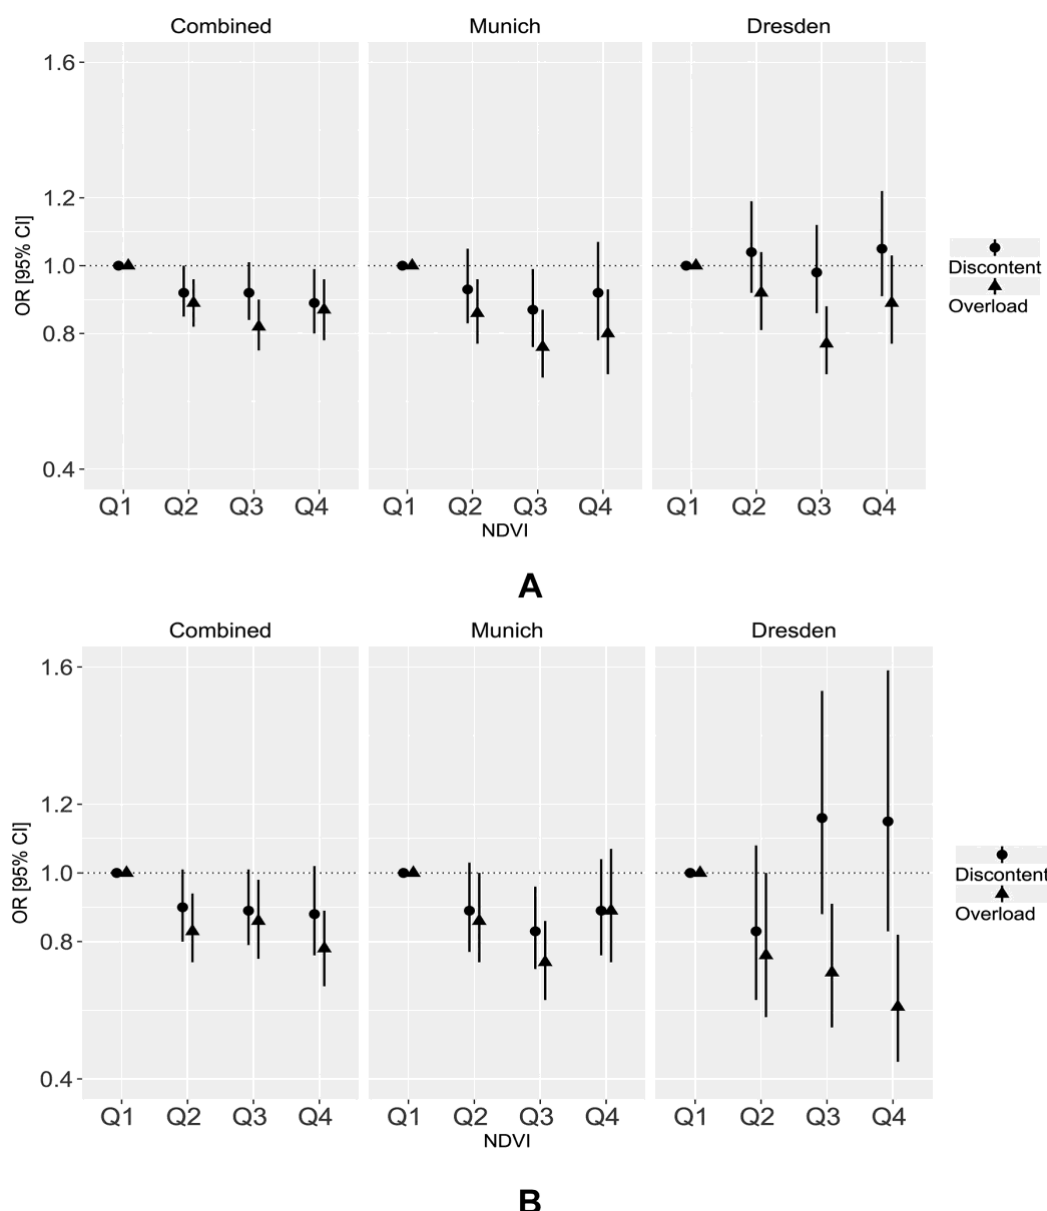 Combined Munich Dresden
1.6
1.2
1.0
0.8
0.4
OR [95% CI]
Discontent
Overload
Q1 Q2 Q3 Q4 Q1 Q2 Q3 Q4 Q1 Q2 Q3 Q4
NDVI
A
Combined Munich Dresden
1.6
1.2
1.0
0.8
0.4
OR [95% CI]
Discontent
Overload
Q1 Q2 Q3 Q4 Q1 Q2 Q3 Q4 Q1 Q2 Q3 Q4
NDVI
B